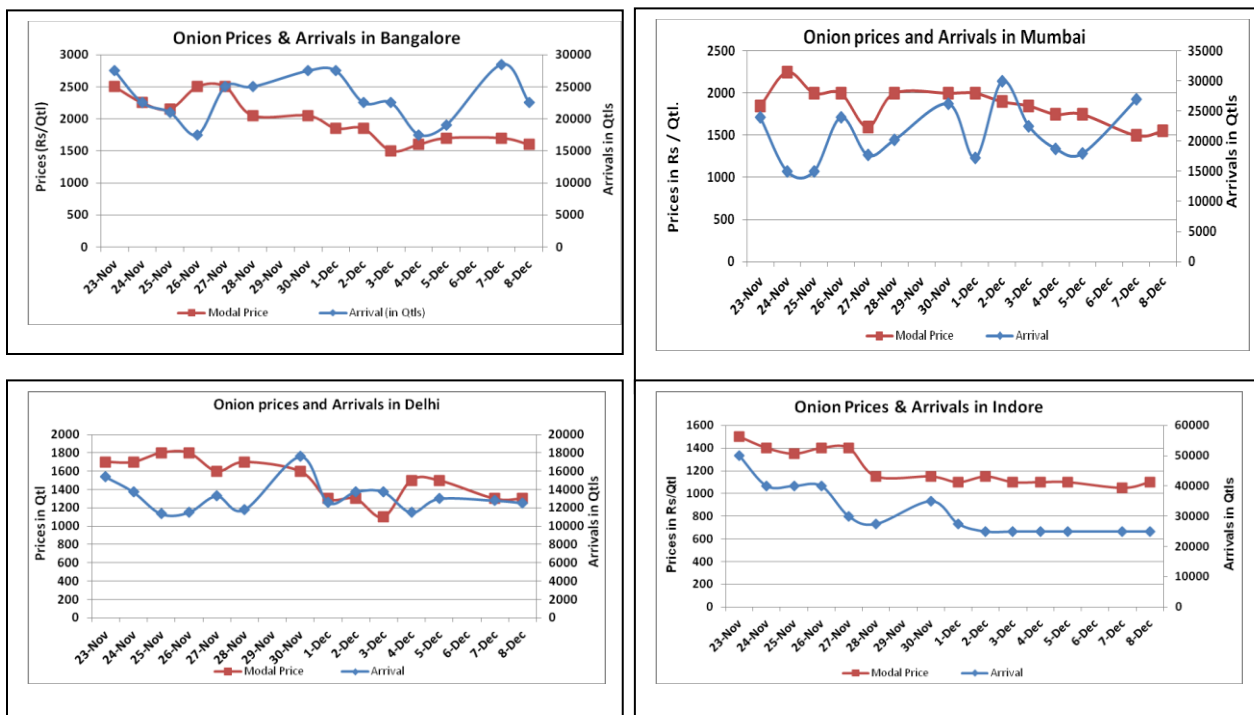 Onion Prices & Arrivals in Bangalore
Prices (Rs/Qtl)
3000
2500
2000
1500
1000
500
0
30000
25000
20000
15000
10000
5000
0
Arrivals in Qtls
23-Nov
24-Nov
25-Nov
26-Nov
27-Nov
28-Nov
29-Nov
30-Nov
1-Dec
2-Dec
3-Dec
4-Dec
5-Dec
6-Dec
7-Dec
8-Dec
Modal Price
Arrival (in Qtls)
Onion prices and Arrivals in Mumbai
Prices in Rs / Qtl.
2500
2000
1500
1000
500
0
35000
30000
25000
20000
15000
10000
5000
0
Arrivals in Qtls
23-Nov
24-Nov
25-Nov
26-Nov
27-Nov
28-Nov
29-Nov
30-Nov
1-Dec
2-Dec
3-Dec
4-Dec
5-Dec
6-Dec
7-Dec
8-Dec
Modal Price
Arrival
Onion prices and Arrivals in Delhi
Prices in Qtl
2000
1800
1600
1400
1200
1000
800
600
400
200
0
20000
18000
16000
14000
12000
10000
8000
6000
4000
2000
0
Arrivals in Qtls
23-Nov
24-Nov
25-Nov
26-Nov
27-Nov
28-Nov
29-Nov
30-Nov
1-Dec
2-Dec
3-Dec
4-Dec
5-Dec
6-Dec
7-Dec
8-Dec
Modal Price
Arrival
Onion Prices & Arrivals in Indore
Prices in Rs/Qtl
1600
1400
1200
1000
800
600
400
200
0
60000
50000
40000
30000
20000
10000
0
Arrivals in Qtls
23-Nov
24-Nov
25-Nov
26-Nov
27-Nov
28-Nov
29-Nov
30-Nov
1-Dec
2-Dec
3-Dec
4-Dec
5-Dec
6-Dec
7-Dec
8-Dec
Modal Price
Arrival